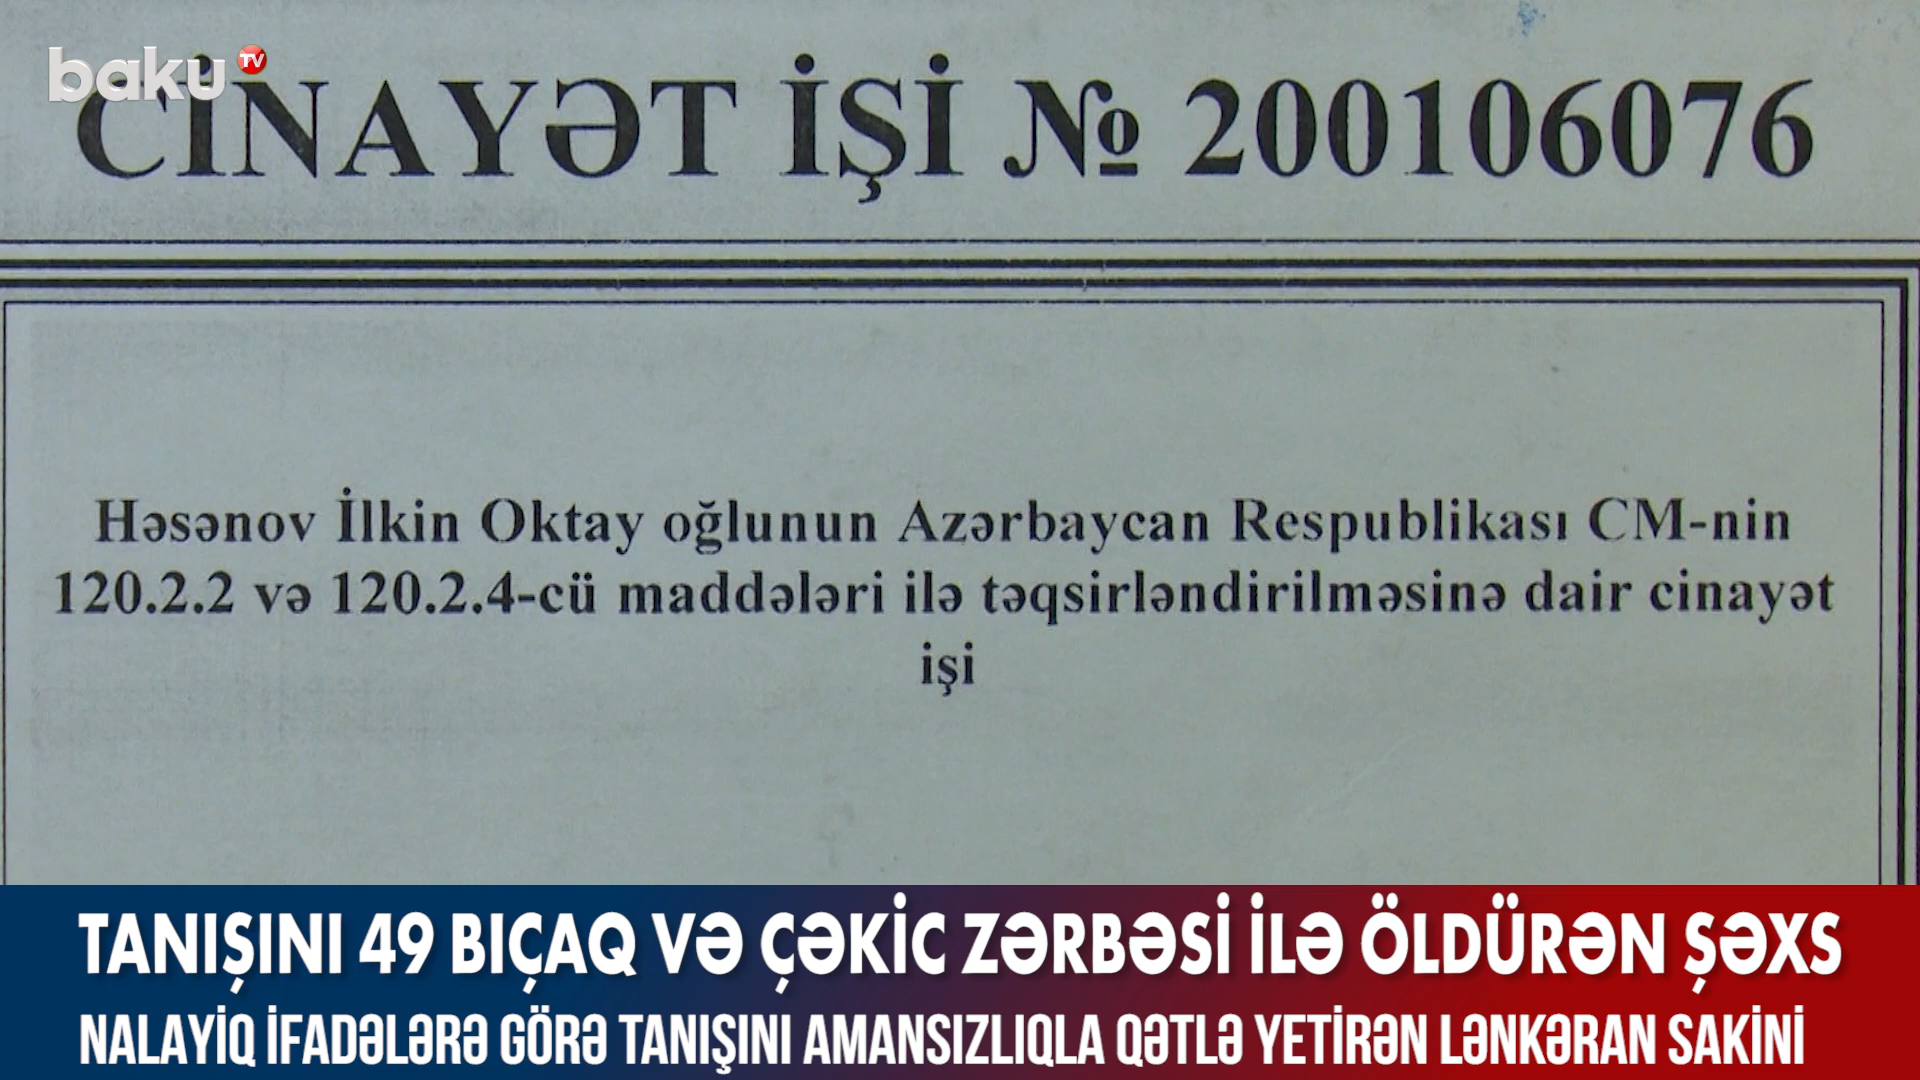 baku TV
CİNAYƏT İŞİ № 200106076
Həsənov İlkin Oktay oğlunun Azərbaycan Respublikası CM-nin
120.2.2 və 120.2.4-cü maddələri ilə təqsirləndirilməsinə dair cinayət
işi
TANIŞINI 49 BIÇAQ VƏ ÇƏKİC ZƏRBƏSİ İLƏ ÖLDÜRƏN ŞƏXS
NALAYİQ İFADƏLƏRƏ GÖRƏ TANIŞINI AMANSIZLIQLA QƏTLƏ YETİRƏN LƏNKƏRAN SAKİNİ